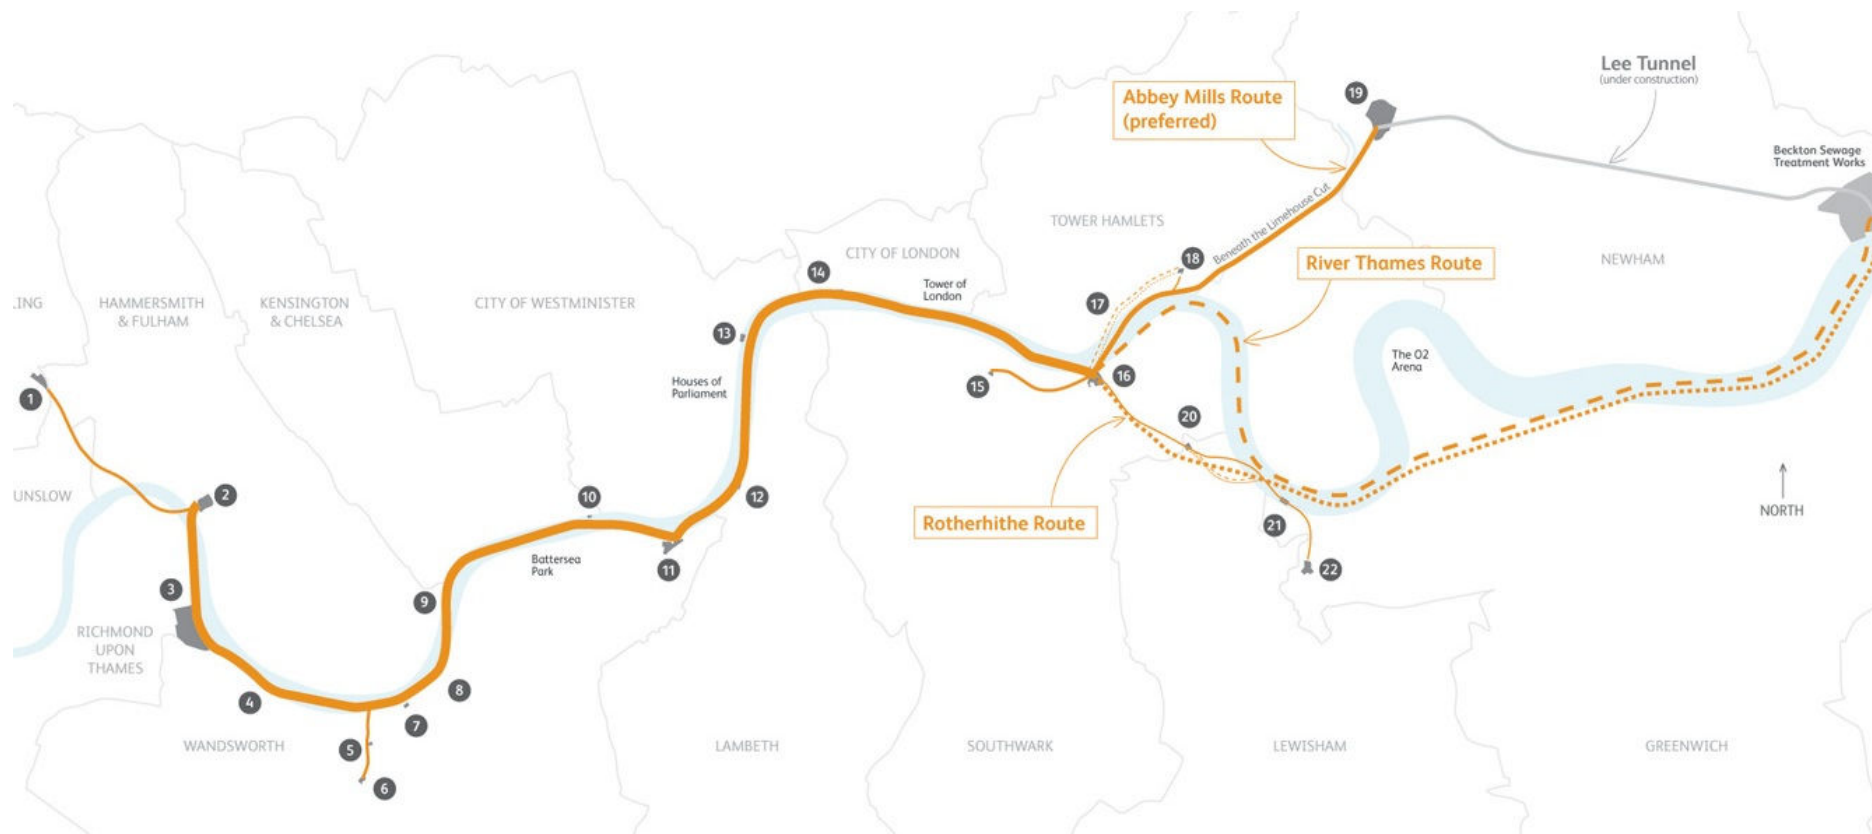 Lee Tunnel
(under construction)
Abbey Mills Route
(preferred)
19
Beckton Sewage
Treatment Works
Beneath the Limehouse Cut
TOWER HAMLETS
CITY OF LONDON
18
River Thames Route
NEWHAM
14
Tower of
London
17
.ING
HAMMERSMITH
& FULHAM
KENSINGTON
& CHELSEA
CITY OF WESTMINISTER
13
The O2
Arena
Houses of
Parliament
15
16
1
20
UNSLOW
2
10
12
NORTH
Rotherhithe Route
21
Battersea
Park
11
22
3
9
RICHMOND
UPON
THAMES
4
8
7
5
6
WANDSWORTH
LAMBETH
SOUTHWARK
LEWISHAM
GREENWICH